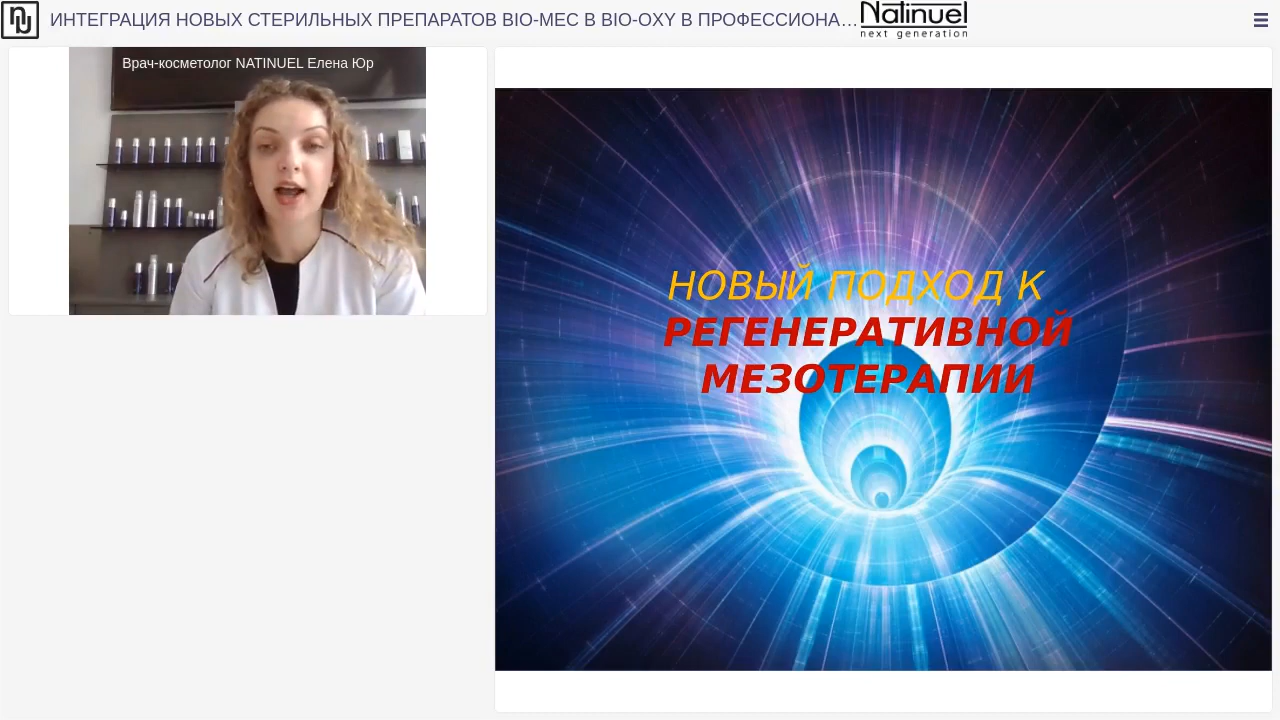 ИНТЕГРАЦИЯ НОВЫХ СТЕРИЛЬНЫХ ПРЕПАРАТОВ BIO-MEC В BIO-OXY В ПРОФЕССИОНА…
Natinuel
next generation
Врач-косметолог NATINUEL Елена Юр
НОВЫЙ ПОДХОД К
РЕГЕНЕРАТИВНОЙ
МЕЗОТЕРАПИИ